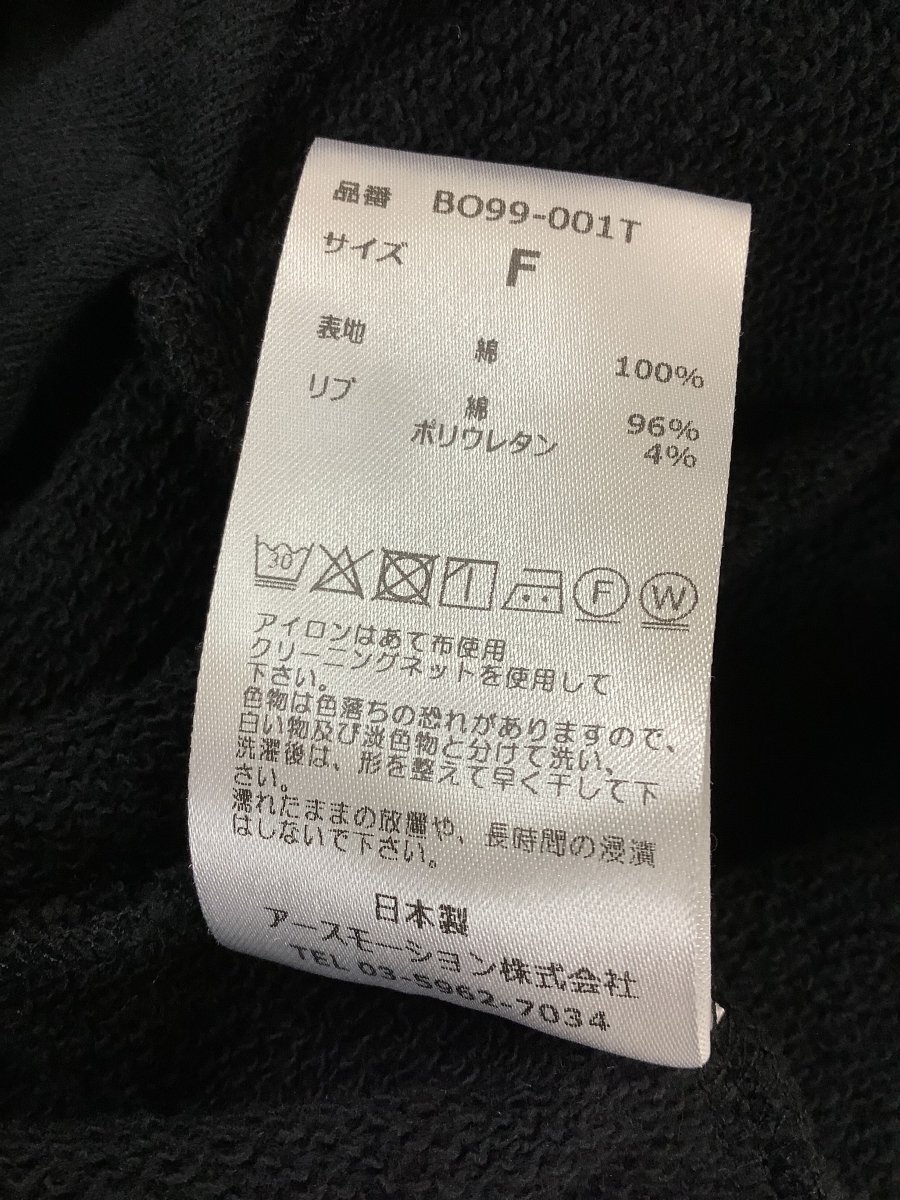 品番 BO99-001T
サイズ F
表地 綿 100%
リブ 綿 96%
ポリウレタン 4%
30 F W
アイロンはあて布使用
クリーニングネットを使用して
下さい。
色物は色落ちの恐れがありますので、
白い物及び淡色物と分けて洗い、
洗濯後は、形を整えて早く干して下
さい。
濡れたままの放置や、長時間の浸漬
はしないで下さい。
日本製
アースモーション株式会社
TEL 03-5962-7034